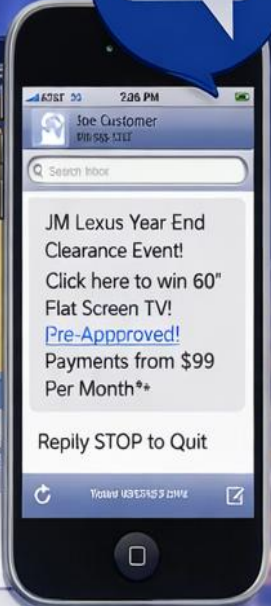 2:36 PM
Joe Customer
Search Inbox
JM Lexus Year End
Clearance Event!
Click here to win 60"
Flat Screen TV!
Pre-Appproved!
Payments from $99
Per Month**
Repily STOP to Quit